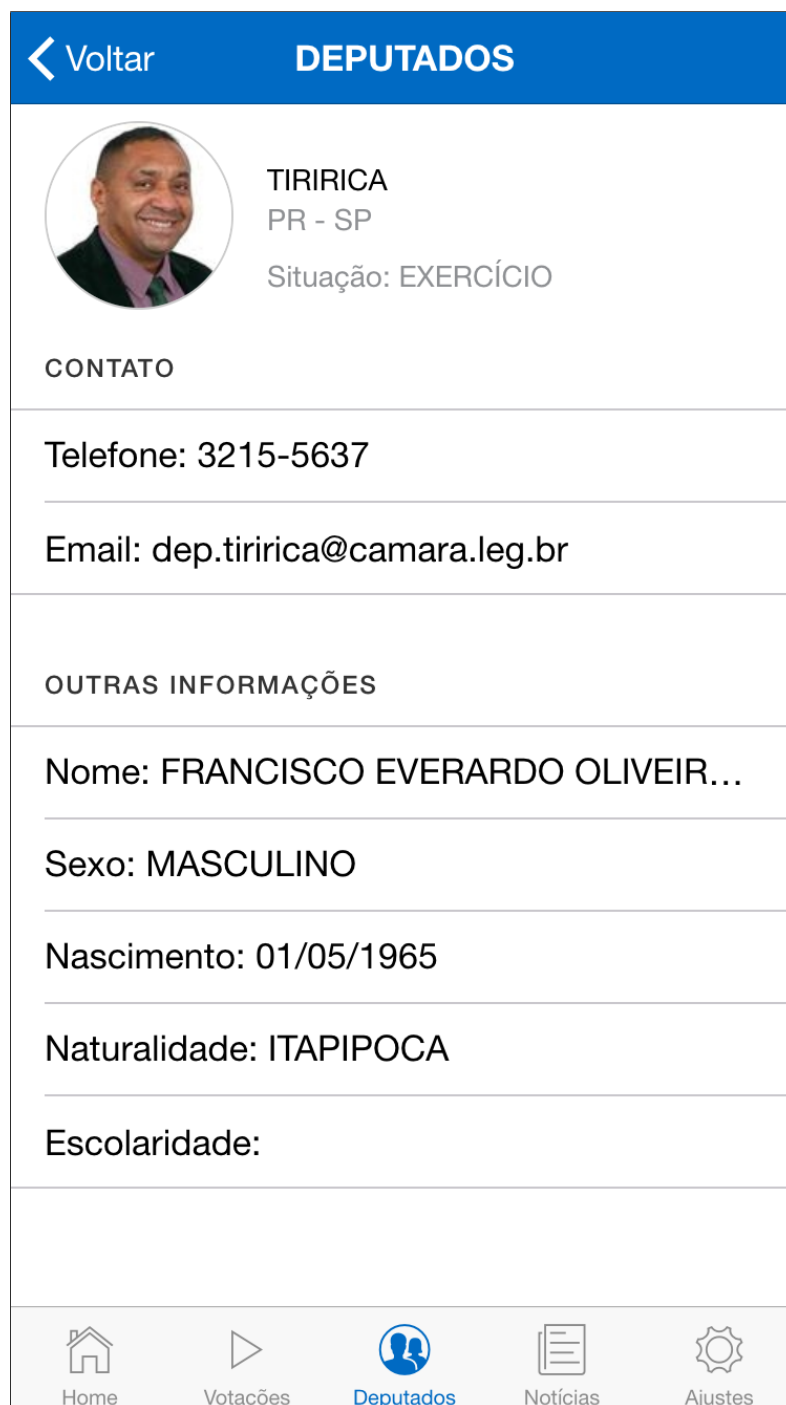 Voltar
DEPUTADOS
TIRIRICA
PR - SP
Situação: EXERCÍCIO
CONTATO
Telefone: 3215-5637
Email: dep.tiririca@camara.leg.br
OUTRAS INFORMAÇÕES
Nome: FRANCISCO EVERARDO OLIVEIR...
Sexo: MASCULINO
Nascimento: 01/05/1965
Naturalidade: ITAPIPOCA
Escolaridade:
Home
Votações
Deputados
Notícias
Ajustes